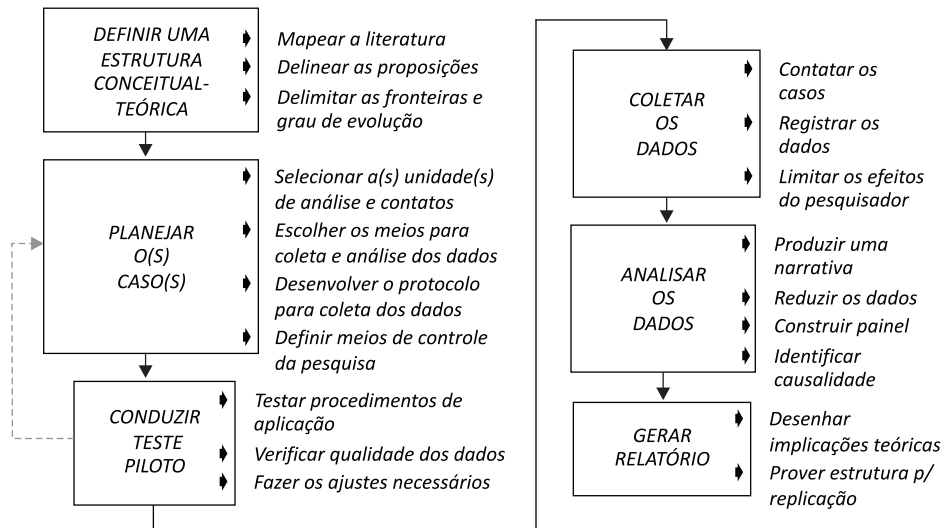 DEFINIR UMA
ESTRUTURA
CONCEITUAL-
TEÓRICA
Mapear a literatura
Delinear as proposições
Delimitar as fronteiras e
grau de evolução
PLANEJAR
O(S)
CASO(S)
Selecionar a(s) unidade(s)
de análise e contatos
Escolher os meios para
coleta e análise dos dados
Desenvolver o protocolo
para coleta dos dados
Definir meios de controle
da pesquisa
CONDUZIR
TESTE
PILOTO
Testar procedimentos de
aplicação
Verificar qualidade dos dados
Fazer os ajustes necessários
COLETAR
OS
DADOS
Contatar os
casos
Registrar os
dados
Limitar os efeitos
do pesquisador
ANALISAR
OS
DADOS
Produzir uma
narrativa
Reduzir os dados
Construir painel
Identificar
causalidade
GERAR
RELATÓRIO
Desenhar
implicações teóricas
Prover estrutura p/
replicação